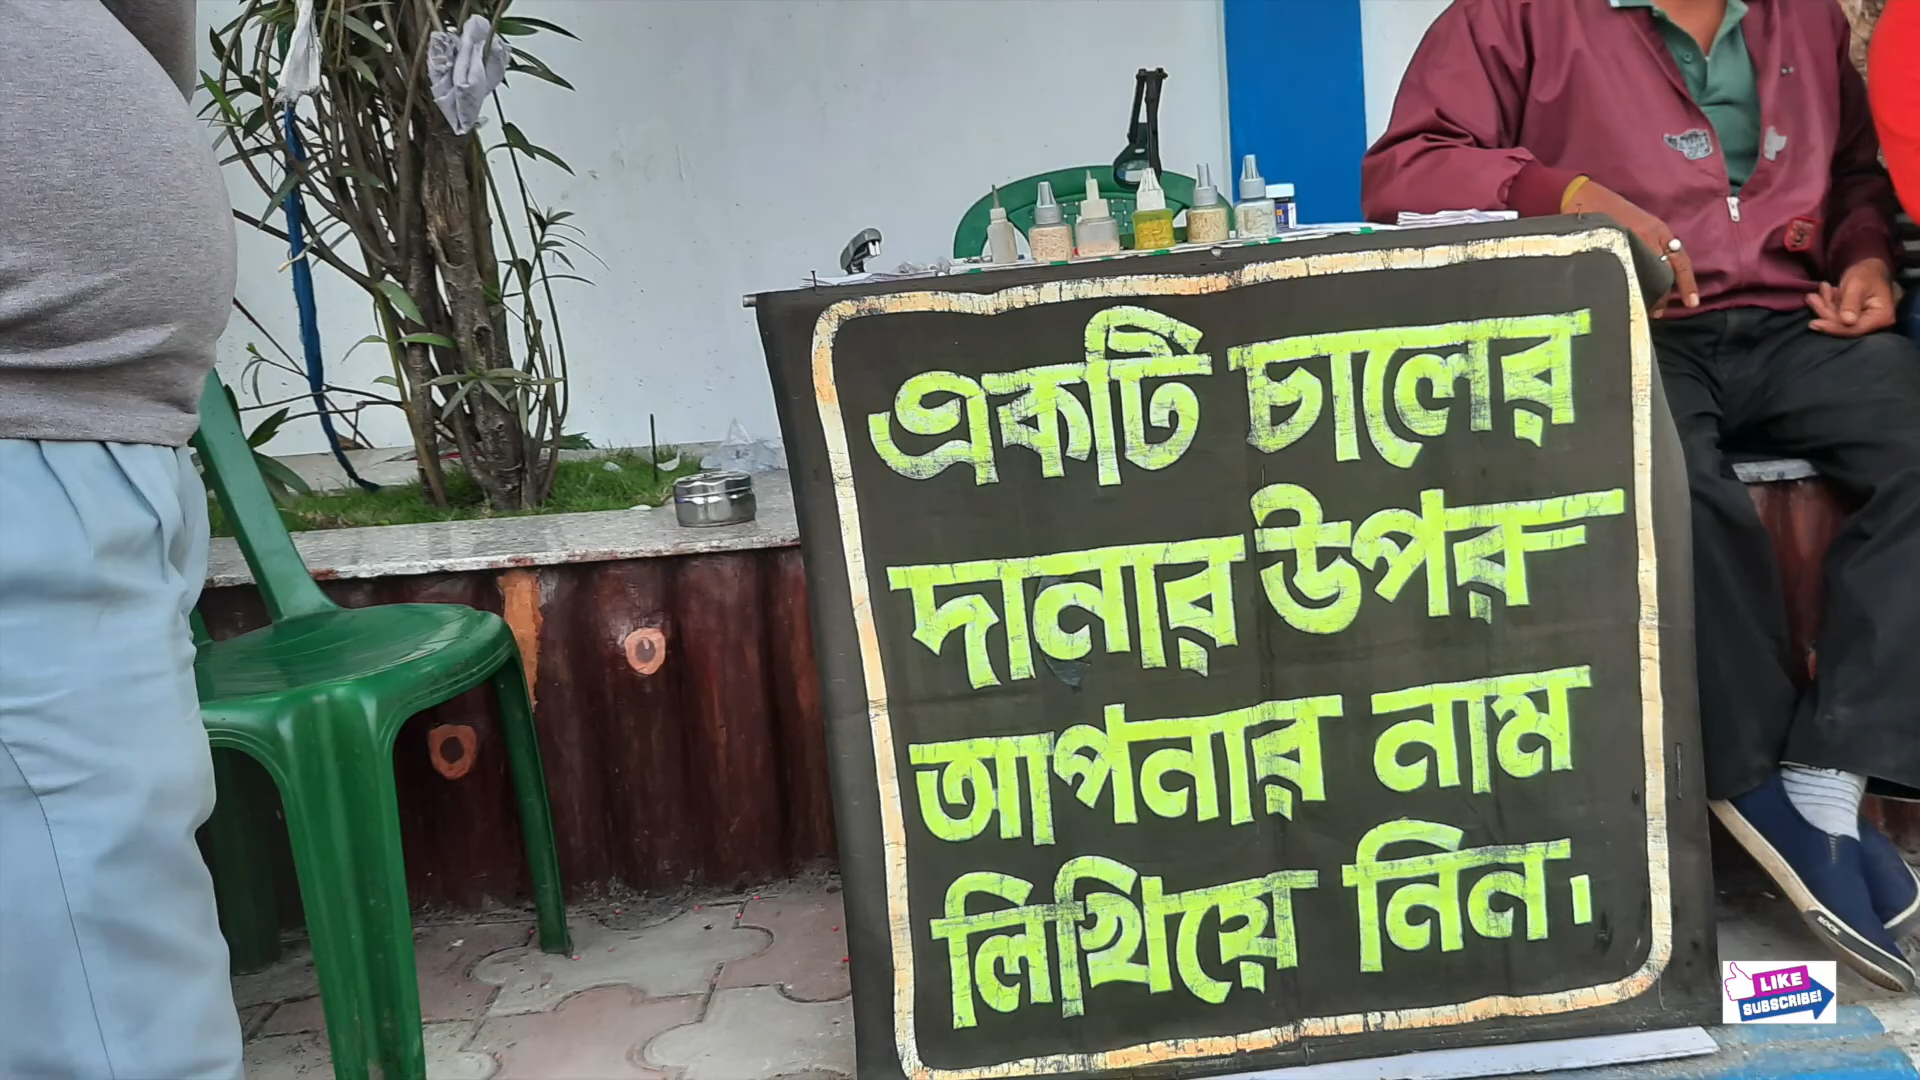 একটি চালের
দানার উপর
আপনার নাম
লিখিয়ে নিন।
LIKE
SUBSCRIBE!